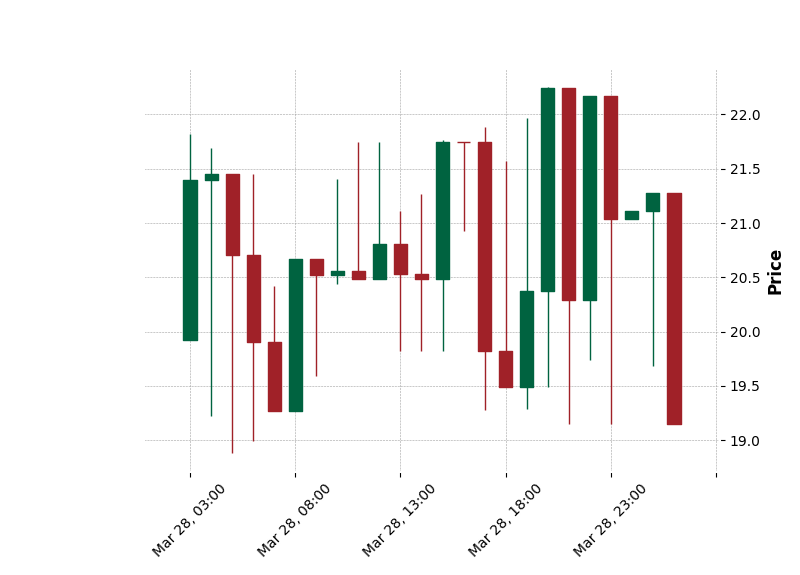 22.0
21.5
21.0
20.5
20.0
19.5
19.0
Price
Mar 28, 03:00
Mar 28, 08:00
Mar 28, 13:00
Mar 28, 18:00
Mar 28, 23:00